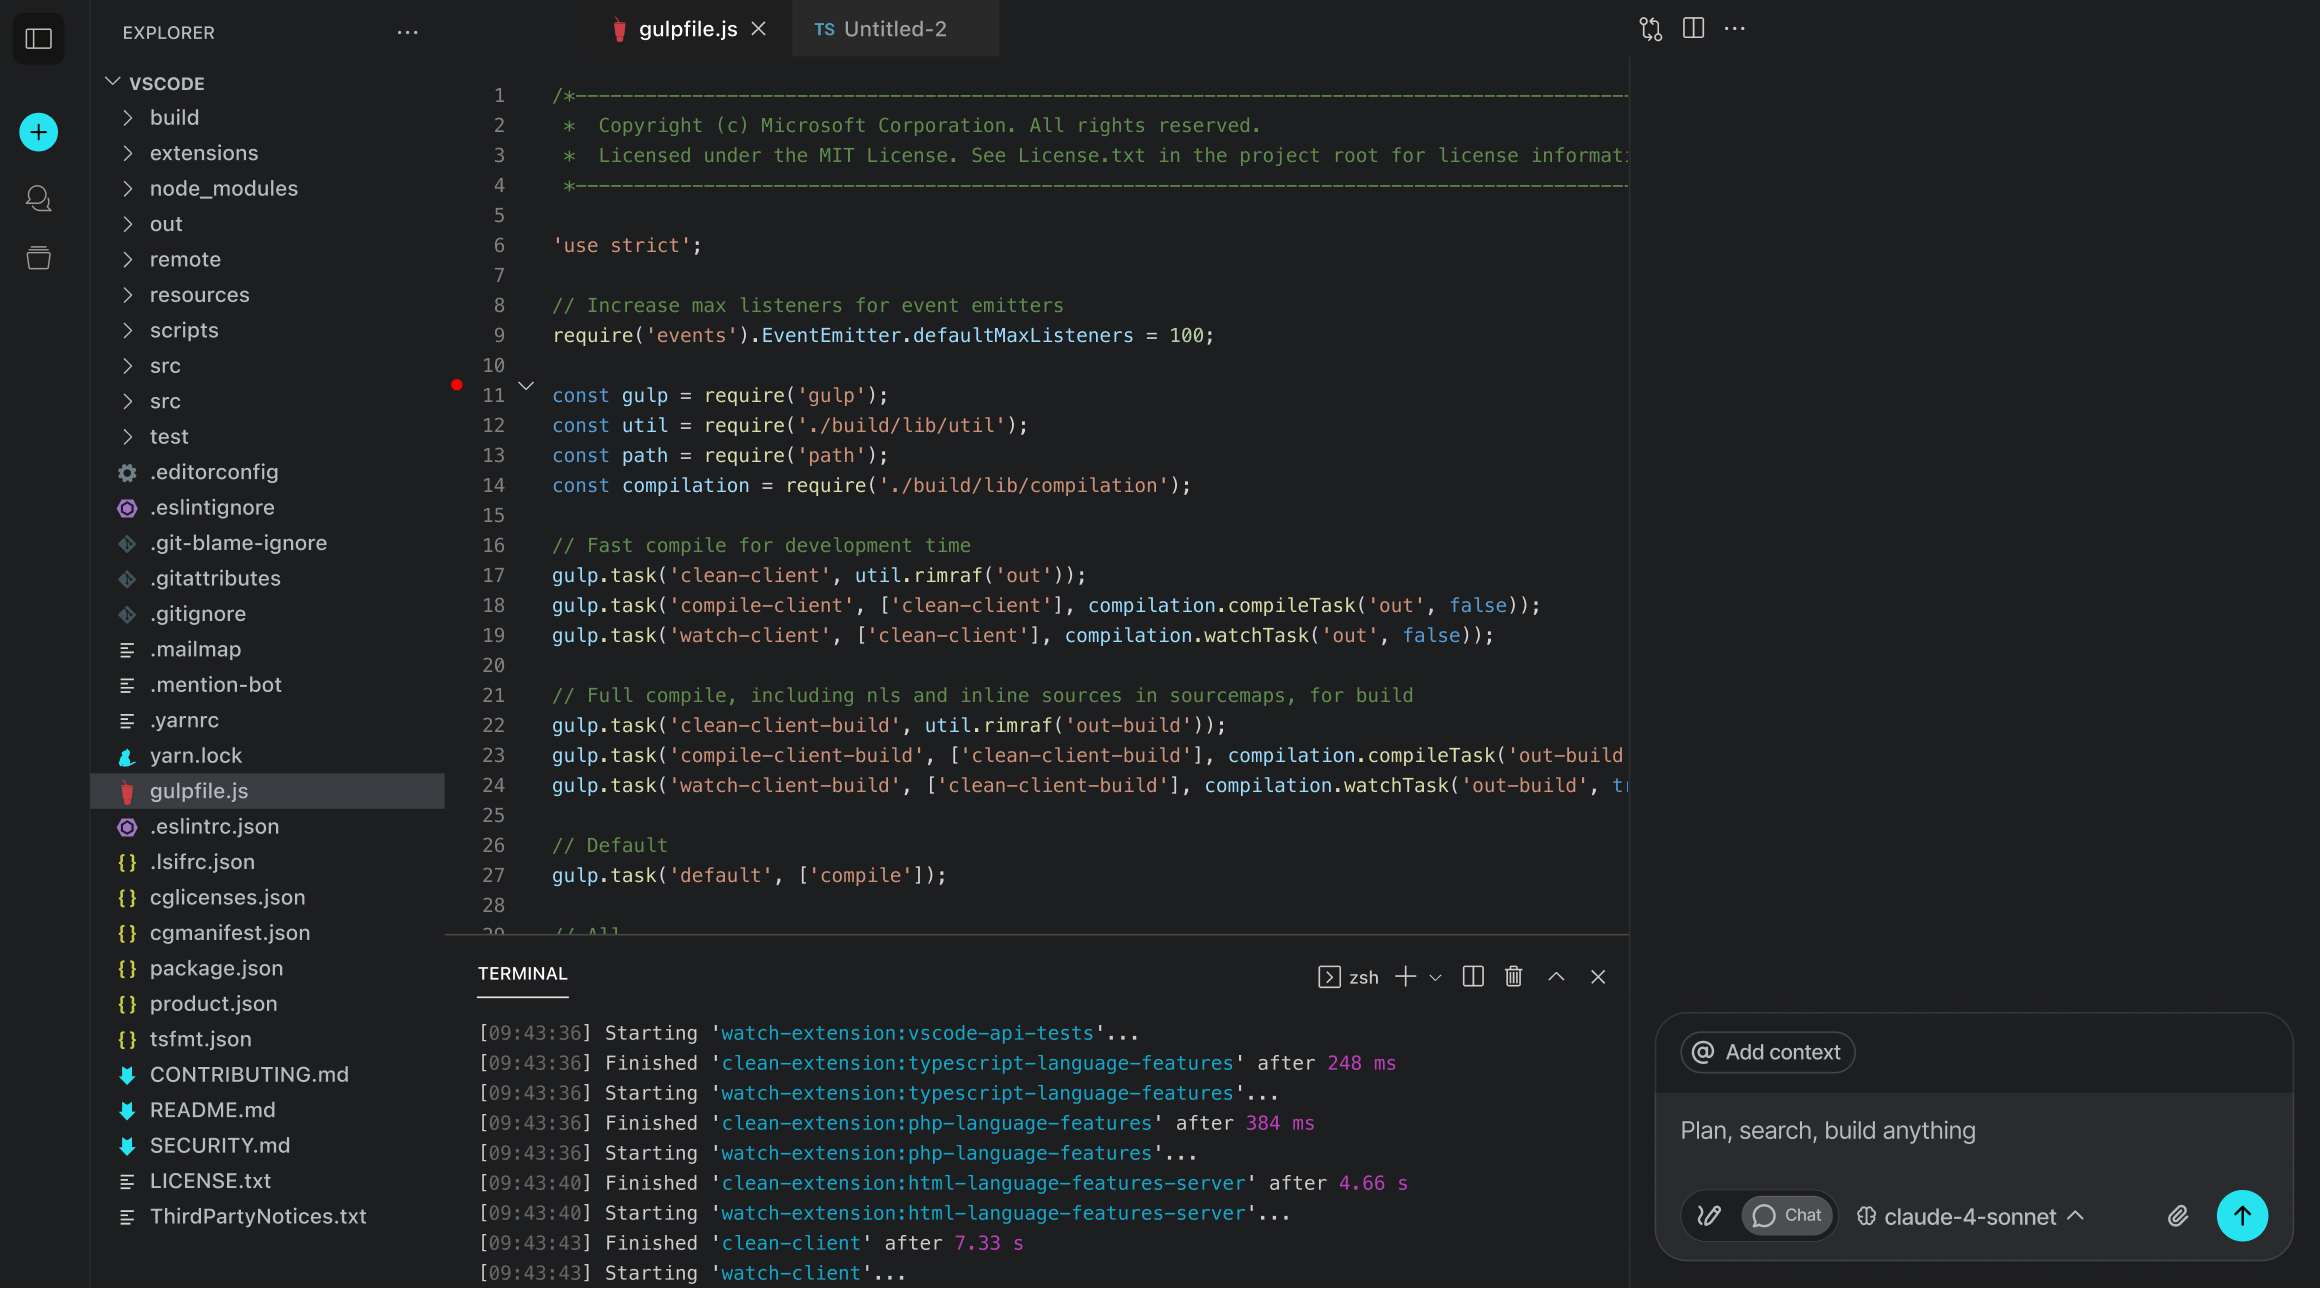 EXPLORER
VSCODE
build
extensions
node_modules
out
remote
resources
scripts
src
src
test
.editorconfig
.eslintignore
.git-blame-ignore
.gitattributes
.gitignore
.mailmap
.mention-bot
.yarnrc
yarn.lock
gulpfile.js
.eslintrc.json
.lsifrc.json
cglicenses.json
cgmanifest.json
package.json
product.json
tsfmt.json
CONTRIBUTING.md
README.md
SECURITY.md
LICENSE.txt
ThirdPartyNotices.txt
gulpfile.js
TS Untitled-2
1 /*---------------------------------------------------------------------------------------------
2 * Copyright (c) Microsoft Corporation. All rights reserved.
3 * Licensed under the MIT License. See License.txt in the project root for license informati
4 *---------------------------------------------------------------------------------------------
5
6 'use strict';
7
8 // Increase max listeners for event emitters
9 require('events').EventEmitter.defaultMaxListeners = 100;
10
11 const gulp = require('gulp');
12 const util = require('./build/lib/util');
13 const path = require('path');
14 const compilation = require('./build/lib/compilation');
15
16 // Fast compile for development time
17 gulp.task('clean-client', util.rimraf('out'));
18 gulp.task('compile-client', ['clean-client'], compilation.compileTask('out', false));
19 gulp.task('watch-client', ['clean-client'], compilation.watchTask('out', false));
20
21 // Full compile, including nls and inline sources in sourcemaps, for build
22 gulp.task('clean-client-build', util.rimraf('out-build'));
23 gulp.task('compile-client-build', ['clean-client-build'], compilation.compileTask('out-build
24 gulp.task('watch-client-build', ['clean-client-build'], compilation.watchTask('out-build', tr
25
26 // Default
27 gulp.task('default', ['compile']);
28
29 // All
TERMINAL
zsh
[09:43:36] Starting 'watch-extension:vscode-api-tests'...
[09:43:36] Finished 'clean-extension:typescript-language-features' after 248 ms
[09:43:36] Starting 'watch-extension:typescript-language-features'...
[09:43:36] Finished 'clean-extension:php-language-features' after 384 ms
[09:43:36] Starting 'watch-extension:php-language-features'...
[09:43:40] Finished 'clean-extension:html-language-features-server' after 4.66 s
[09:43:40] Starting 'watch-extension:html-language-features-server'...
[09:43:43] Finished 'clean-client' after 7.33 s
[09:43:43] Starting 'watch-client'...
@ Add context
Plan, search, build anything
Chat
claude-4-sonnet